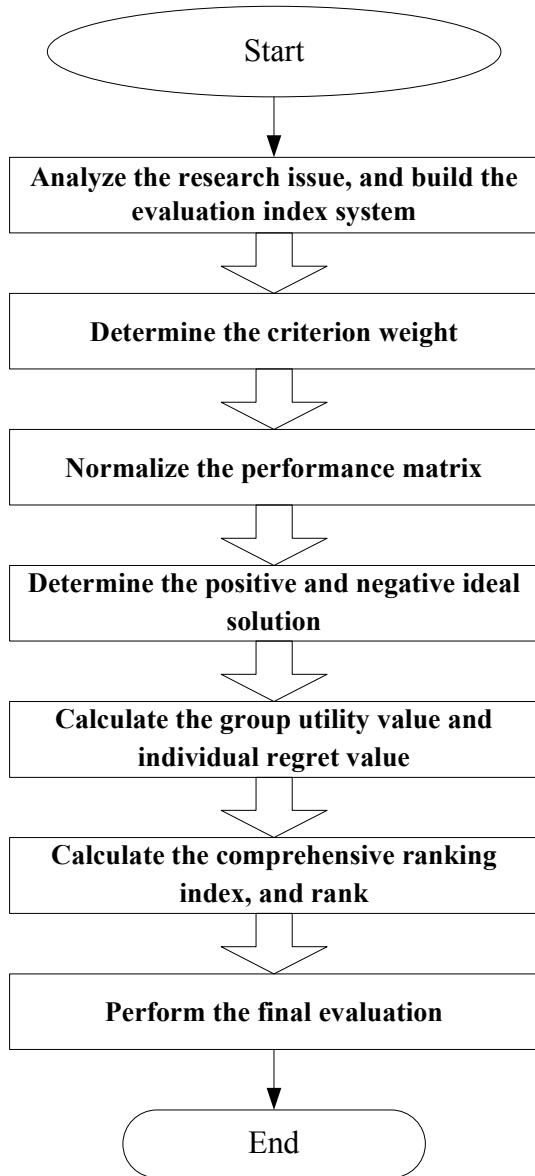 Start
Analyze the research issue, and build the
evaluation index system
Determine the criterion weight
Normalize the performance matrix
Determine the positive and negative ideal
solution
Calculate the group utility value and
individual regret value
Calculate the comprehensive ranking
index, and rank
Perform the final evaluation
End